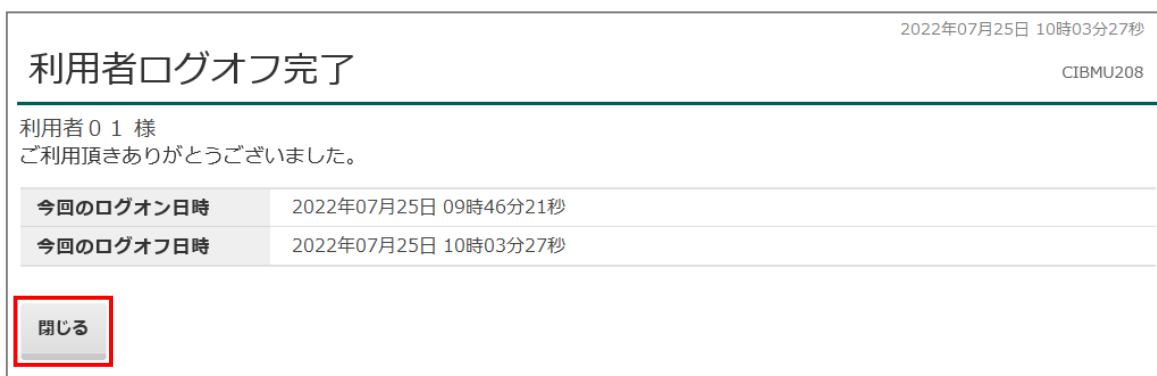 2022年07月25日 10時03分27秒
利用者ログオフ完了
CIBMU208
利用者０１ 様
ご利用頂きありがとうございました。
今回のログオン日時 2022年07月25日 09時46分21秒
今回のログオフ日時 2022年07月25日 10時03分27秒
閉じる